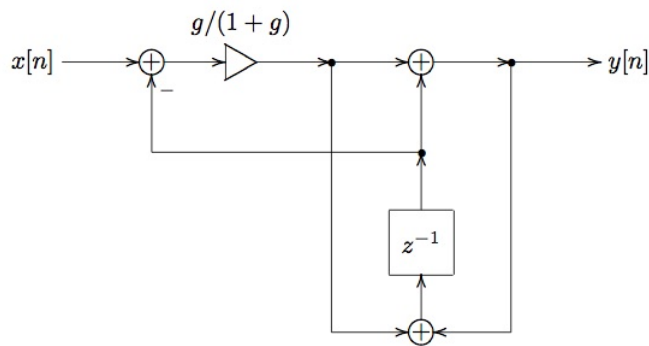 g/(1 + g)
x[n]
y[n]
−
z⁻¹